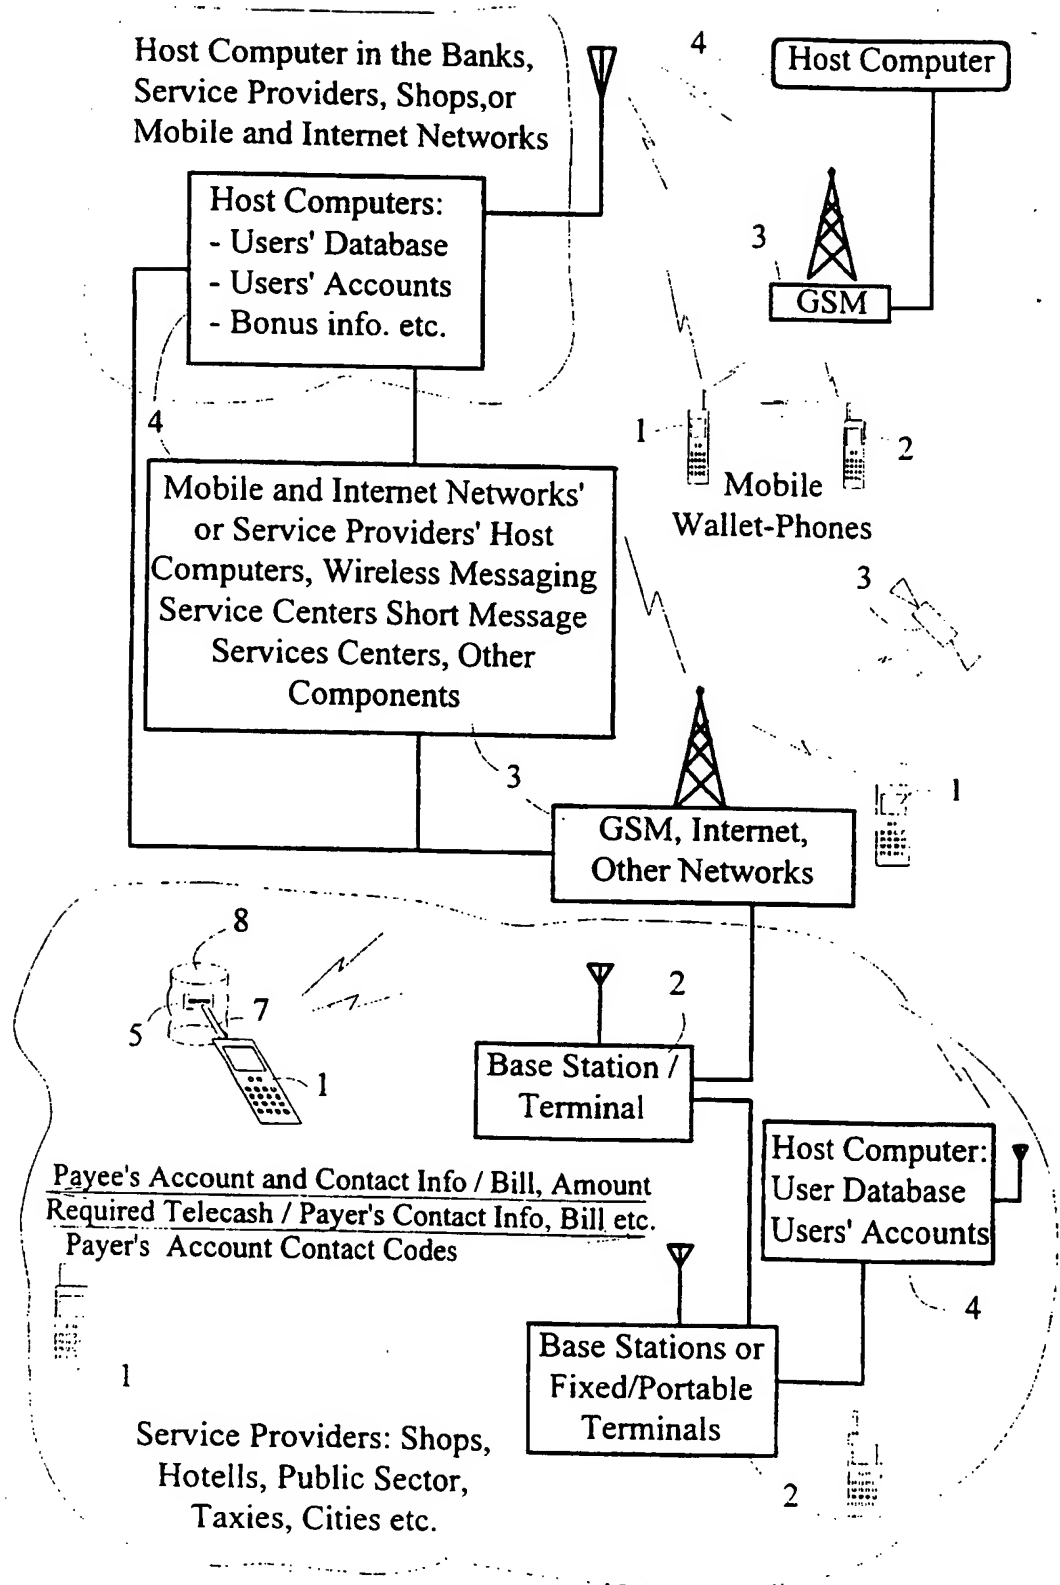 Host Computer in the Banks,
Service Providers, Shops,or
Mobile and Internet Networks
4
Host Computer
Host Computers:
- Users' Database
- Users' Accounts
- Bonus info. etc.
3
GSM
4
1
2
Mobile
Wallet-Phones
Mobile and Internet Networks'
or Service Providers' Host
Computers, Wireless Messaging
Service Centers Short Message
Services Centers, Other
Components
3
3
1
GSM, Internet,
Other Networks
8
5
7
1
2
Base Station /
Terminal
Host Computer:
User Database
Users' Accounts
4
Payee's Account and Contact Info / Bill, Amount
Required Telecash / Payer's Contact Info, Bill etc.
Payer's Account Contact Codes
1
Base Stations or
Fixed/Portable
Terminals
2
Service Providers: Shops,
Hotells, Public Sector,
Taxies, Cities etc.